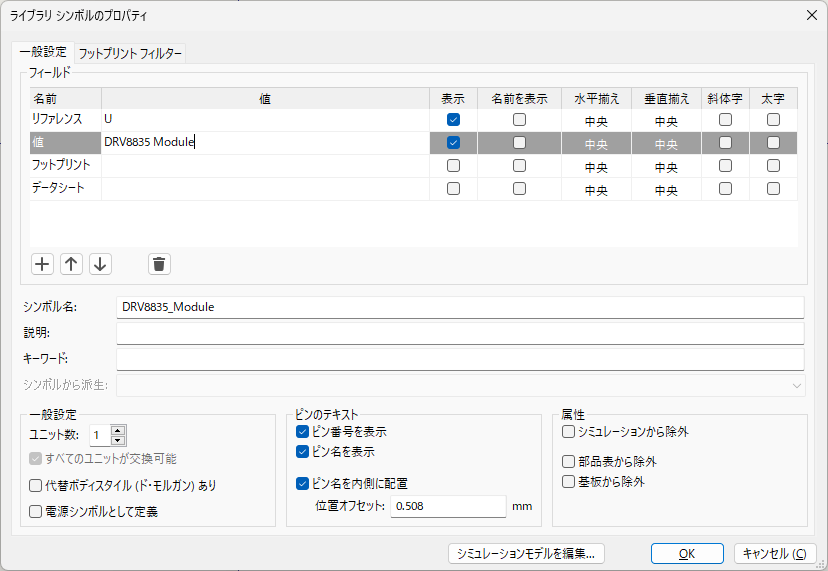 ライブラリ シンボルのプロパティ
一般設定 フットプリント フィルター
フィールド
名前 値 表示 名前を表示 水平揃え 垂直揃え 斜体字 太字
リファレンス U 中央 中央
値 DRV8835 Module 中央 中央
フットプリント 中央 中央
データシート 中央 中央
シンボル名: DRV8835_Module
説明:
キーワード:
シンボルから派生:
一般設定
ユニット数: 1
すべてのユニットが交換可能
代替ボディスタイル (ド・モルガン) あり
電源シンボルとして定義
ピンのテキスト
ピン番号を表示
ピン名を表示
ピン名を内側に配置
位置オフセット: 0.508 mm
属性
シミュレーションから除外
部品表から除外
基板から除外
シミュレーションモデルを編集... OK キャンセル (C)